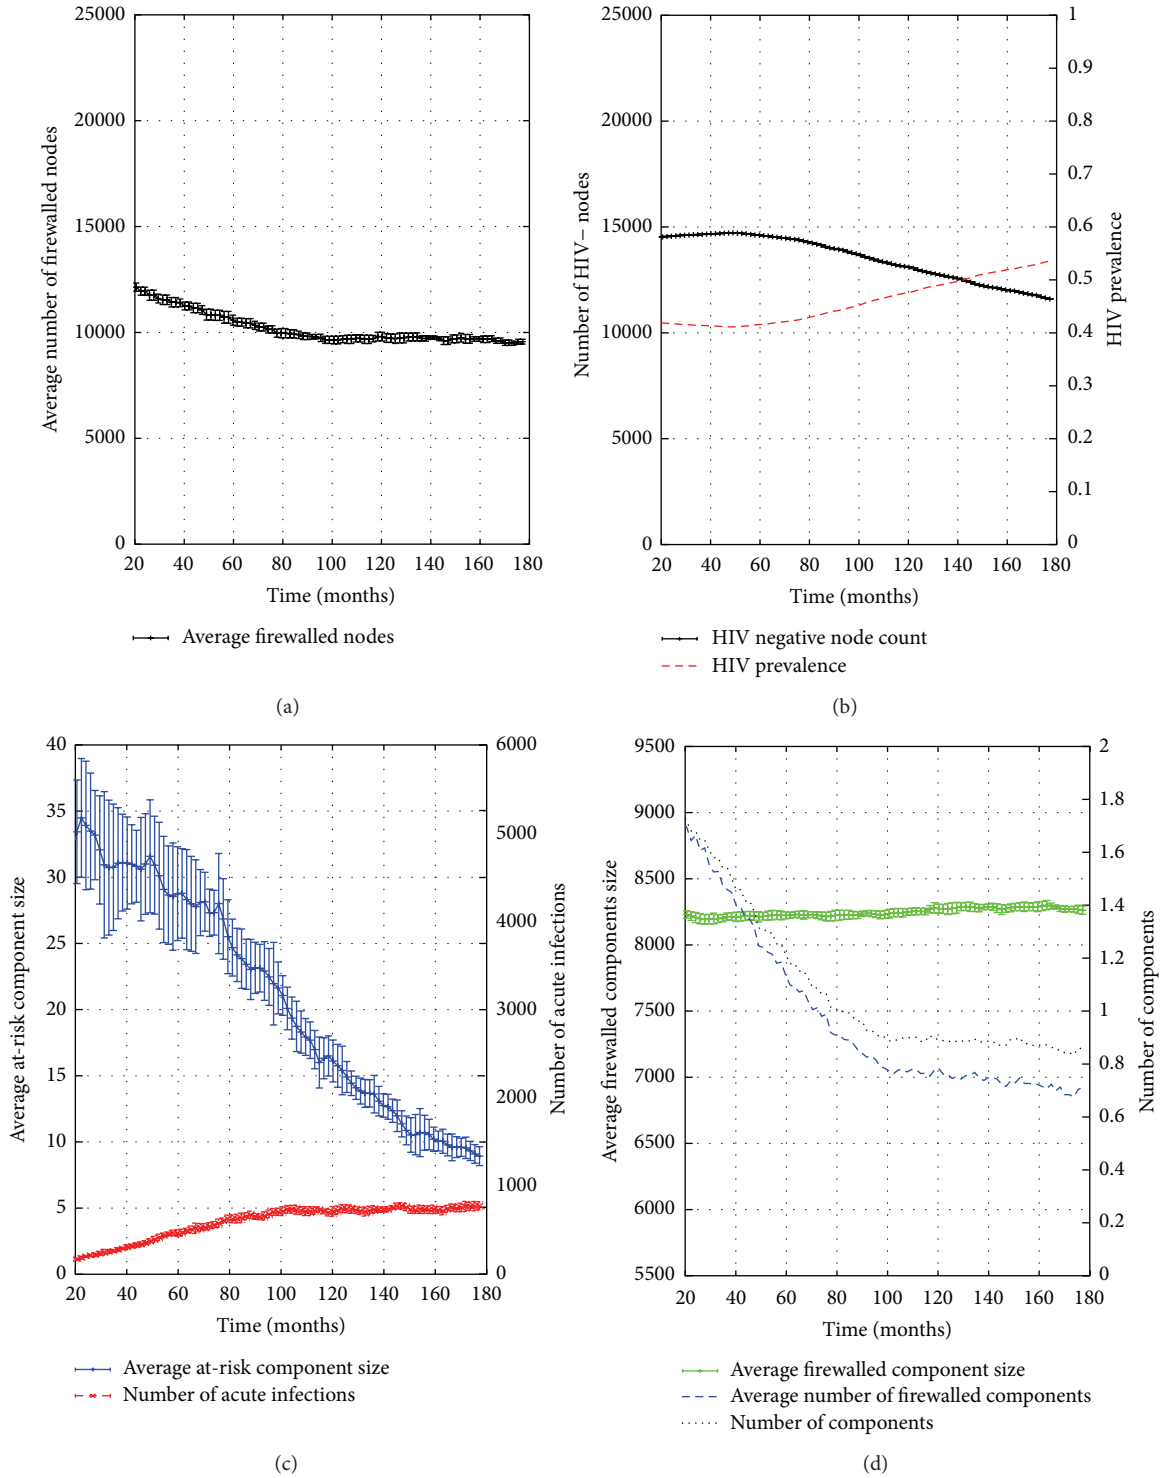 25000
20000
15000
10000
5000
0
Average number of firewalled nodes
20 40 60 80 100 120 140 160 180
Time (months)
Average firewalled nodes
(a)
25000
20000
15000
10000
5000
0
Number of HIV− nodes
1
0.9
0.8
0.7
0.6
0.5
0.4
0.3
0.2
0.1
0
HIV prevalence
20 40 60 80 100 120 140 160 180
Time (months)
HIV negative node count
HIV prevalence
(b)
40
35
30
25
20
15
10
5
0
Average at-risk component size
6000
5000
4000
3000
2000
1000
0
Number of acute infections
20 40 60 80 100 120 140 160 180
Time (months)
Average at-risk component size
Number of acute infections
(c)
9500
9000
8500
8000
7500
7000
6500
6000
5500
Average firewalled components size
2
1.8
1.6
1.4
1.2
1
0.8
0.6
0.4
0.2
0
Number of components
20 40 60 80 100 120 140 160 180
Time (months)
Average firewalled component size
Average number of firewalled components
Number of components
(d)